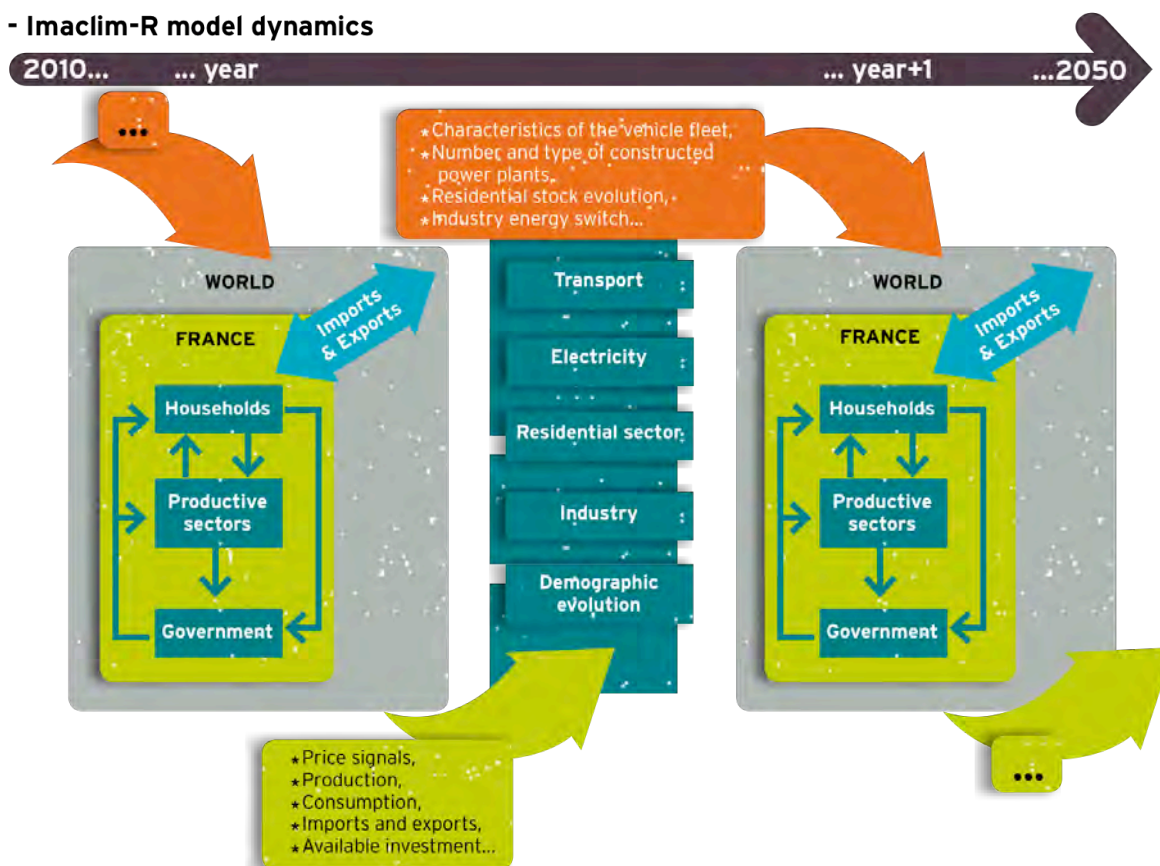 - Imaclim-R model dynamics
2010... ... year ... year+1 ...2050
...
★Characteristics of the vehicle fleet,
★Number and type of constructed
power plants,
★Residential stock evolution,
★Industry energy switch...
WORLD
Imports
& Exports
FRANCE
Households
Productive
sectors
Government
Transport
Electricity
Residential sector
Industry
Demographic
evolution
WORLD
Imports
& Exports
FRANCE
Households
Productive
sectors
Government
★Price signals,
★Production,
★Consumption,
★Imports and exports,
★Available investment...
...